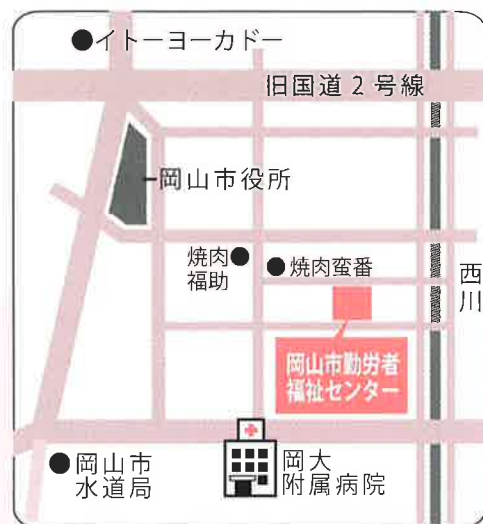 ●イトーヨーカドー
旧国道2号線
岡山市役所
焼肉●
福助
●焼肉蛮番
西川
岡山市勤労者
福祉センター
●岡山市
水道局
岡大
附属病院